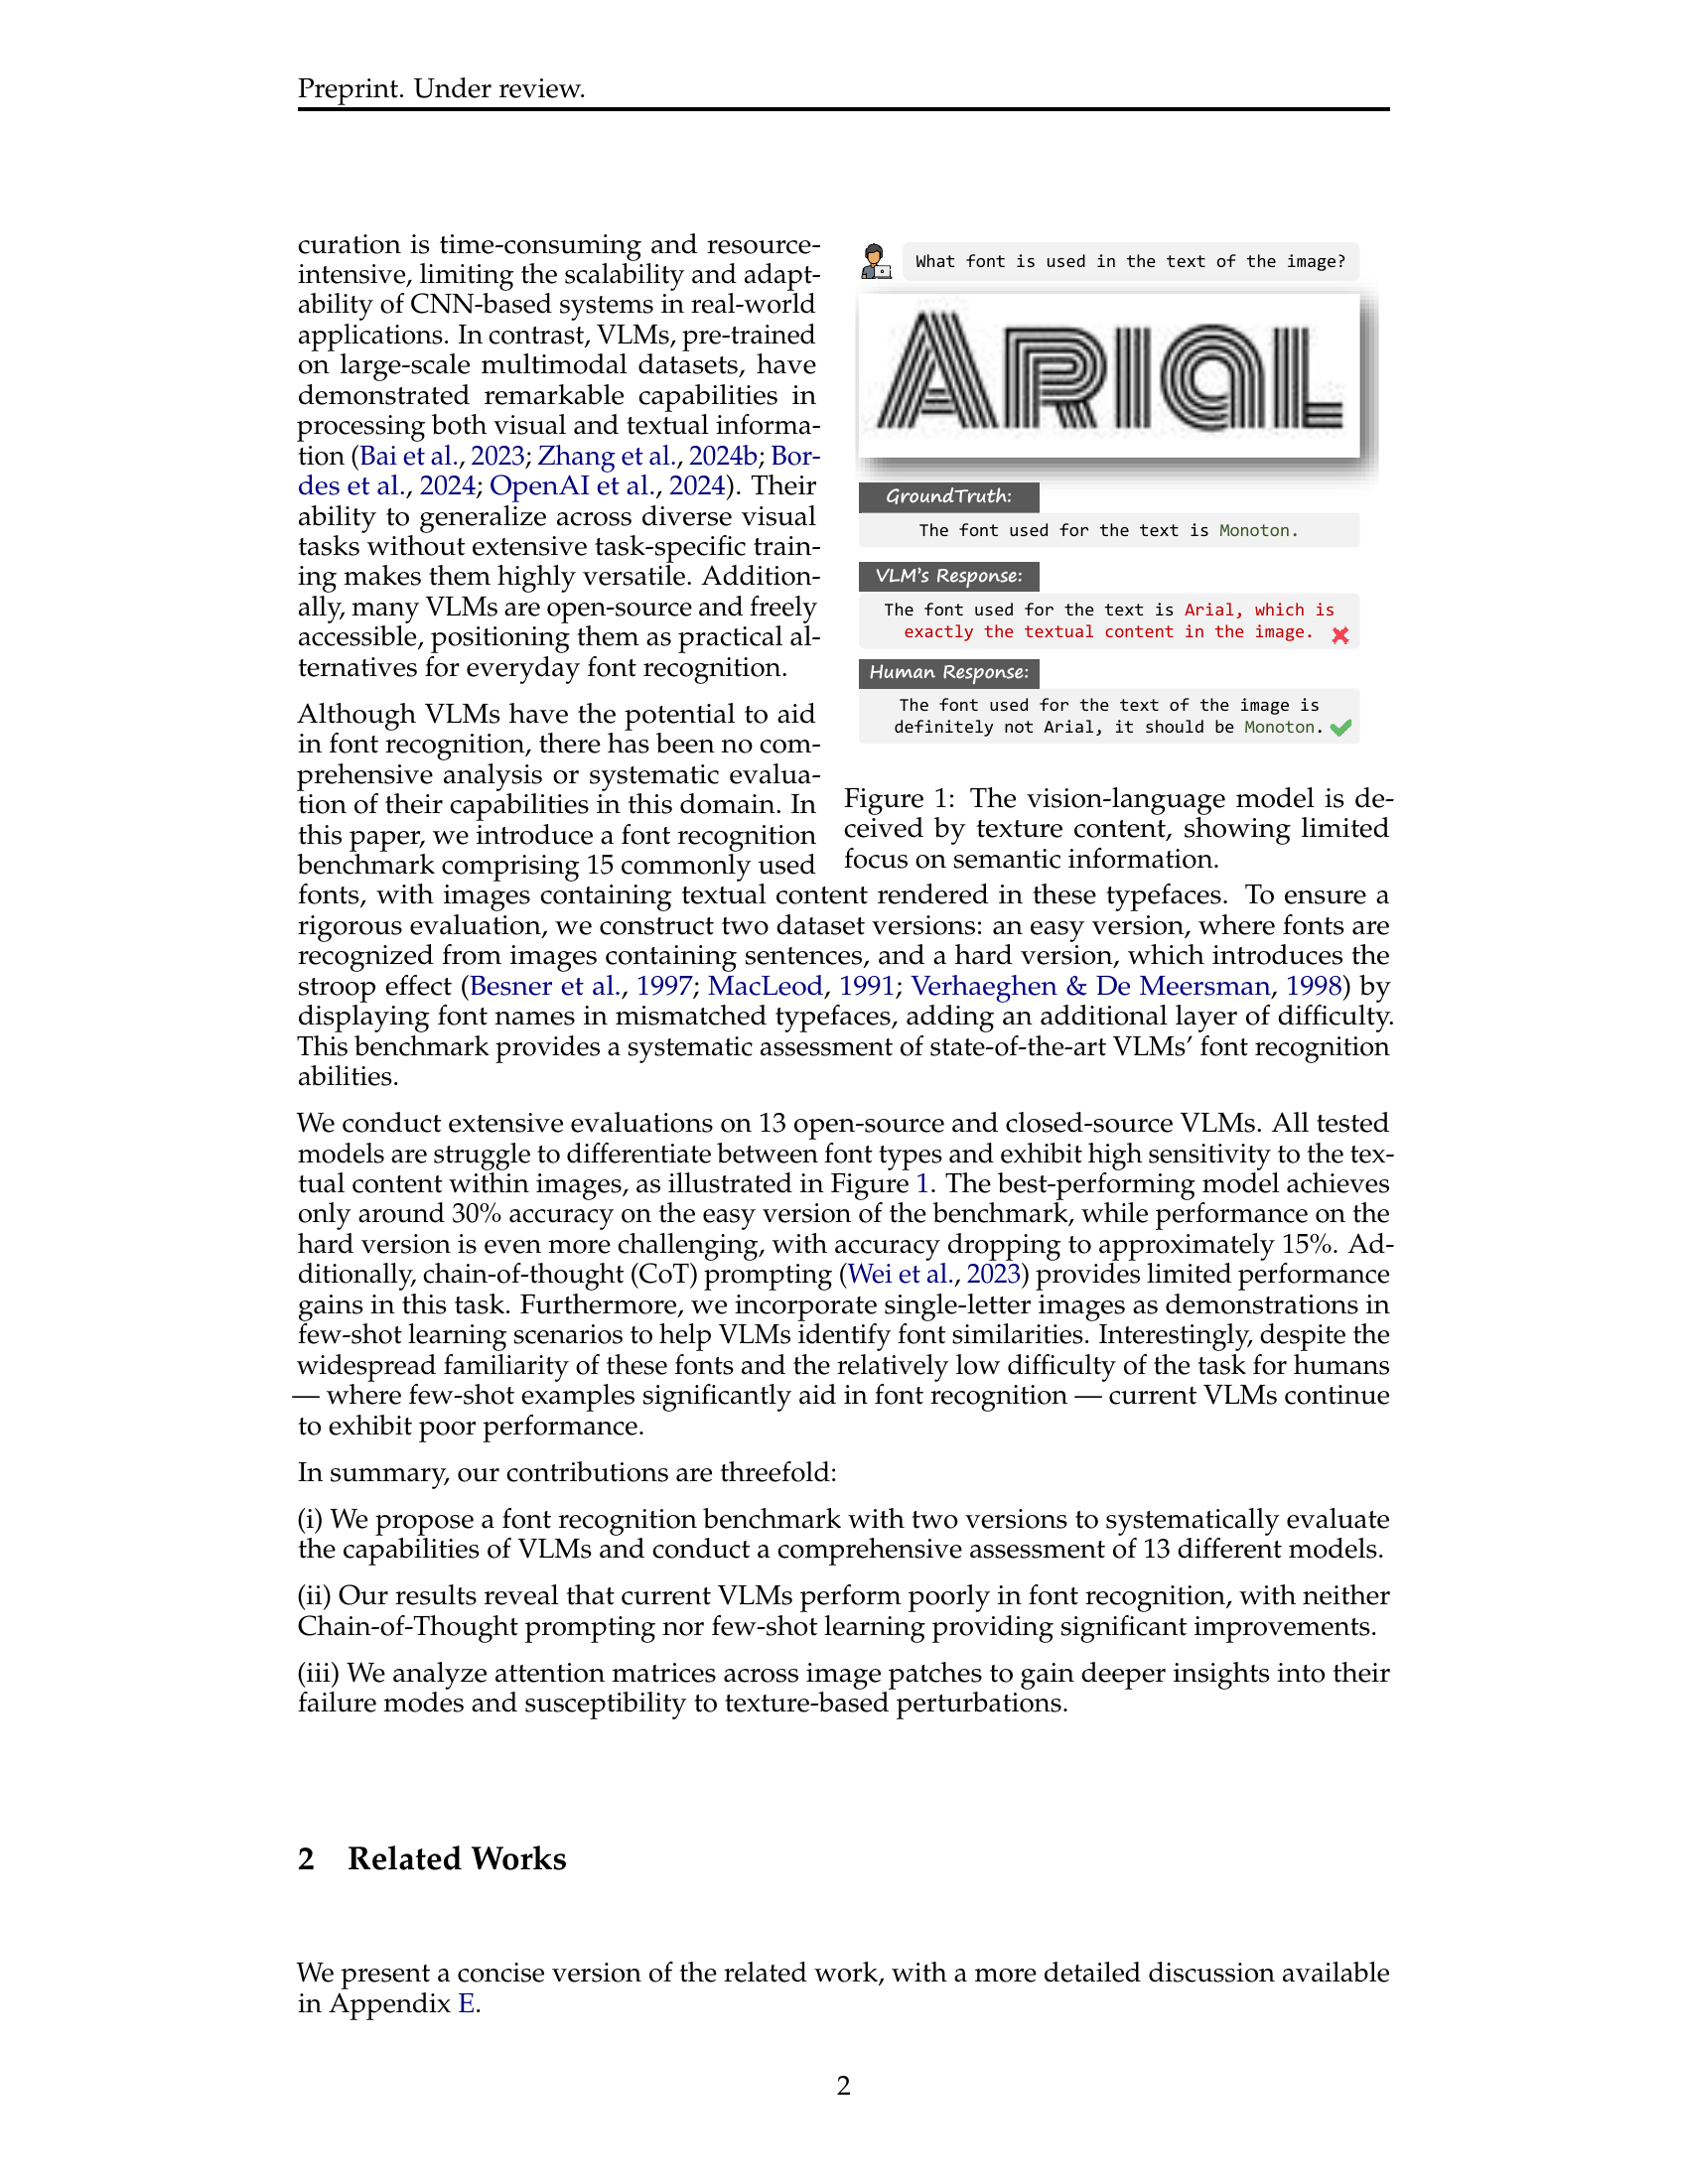 Preprint. Under review.
curation is time-consuming and resource-
intensive, limiting the scalability and adapt-
ability of CNN-based systems in real-world
applications. In contrast, VLMs, pre-trained
on large-scale multimodal datasets, have
demonstrated remarkable capabilities in
processing both visual and textual informa-
tion (Bai et al., 2023; Zhang et al., 2024b; Bor-
des et al., 2024; OpenAI et al., 2024). Their
ability to generalize across diverse visual
tasks without extensive task-specific train-
ing makes them highly versatile. Addition-
ally, many VLMs are open-source and freely
accessible, positioning them as practical al-
ternatives for everyday font recognition.
Although VLMs have the potential to aid
in font recognition, there has been no com-
prehensive analysis or systematic evalua-
tion of their capabilities in this domain. In
this paper, we introduce a font recognition
benchmark comprising 15 commonly used
What font is used in the text of the image?
ARIAL
GroundTruth:
The font used for the text is Monoton.
VLM's Response:
The font used for the text is Arial, which is
exactly the textual content in the image.
Human Response:
The font used for the text of the image is
definitely not Arial, it should be Monoton.
Figure 1: The vision-language model is de-
ceived by texture content, showing limited
focus on semantic information.
fonts, with images containing textual content rendered in these typefaces. To ensure a
rigorous evaluation, we construct two dataset versions: an easy version, where fonts are
recognized from images containing sentences, and a hard version, which introduces the
stroop effect (Besner et al., 1997; MacLeod, 1991; Verhaeghen & De Meersman, 1998) by
displaying font names in mismatched typefaces, adding an additional layer of difficulty.
This benchmark provides a systematic assessment of state-of-the-art VLMs' font recognition
abilities.
We conduct extensive evaluations on 13 open-source and closed-source VLMs. All tested
models are struggle to differentiate between font types and exhibit high sensitivity to the tex-
tual content within images, as illustrated in Figure 1. The best-performing model achieves
only around 30% accuracy on the easy version of the benchmark, while performance on the
hard version is even more challenging, with accuracy dropping to approximately 15%. Ad-
ditionally, chain-of-thought (CoT) prompting (Wei et al., 2023) provides limited performance
gains in this task. Furthermore, we incorporate single-letter images as demonstrations in
few-shot learning scenarios to help VLMs identify font similarities. Interestingly, despite the
widespread familiarity of these fonts and the relatively low difficulty of the task for humans
— where few-shot examples significantly aid in font recognition — current VLMs continue
to exhibit poor performance.
In summary, our contributions are threefold:
(i) We propose a font recognition benchmark with two versions to systematically evaluate
the capabilities of VLMs and conduct a comprehensive assessment of 13 different models.
(ii) Our results reveal that current VLMs perform poorly in font recognition, with neither
Chain-of-Thought prompting nor few-shot learning providing significant improvements.
(iii) We analyze attention matrices across image patches to gain deeper insights into their
failure modes and susceptibility to texture-based perturbations.
2 Related Works
We present a concise version of the related work, with a more detailed discussion available
in Appendix E.
2